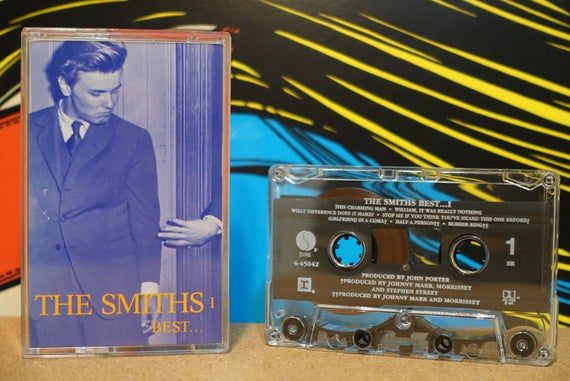 THE SMITHS I
BEST...
THE SMITHS BEST...I
THIS CHARMING MAN • WILLIAM, IT WAS REALLY NOTHING
WHAT DIFFERENCE DOES IT MAKE? • STOP ME IF YOU THINK YOU'VE HEARD THIS ONE BEFORE†
GIRLFRIEND IN A COMA† • HALF A PERSON†† • RUBBER RING††
SIRE
4-45042
1
SR
PRODUCED BY JOHN PORTER
†PRODUCED BY JOHNNY MARR, MORRISSEY
AND STEPHEN STREET
††PRODUCED BY JOHNNY MARR AND MORRISSEY